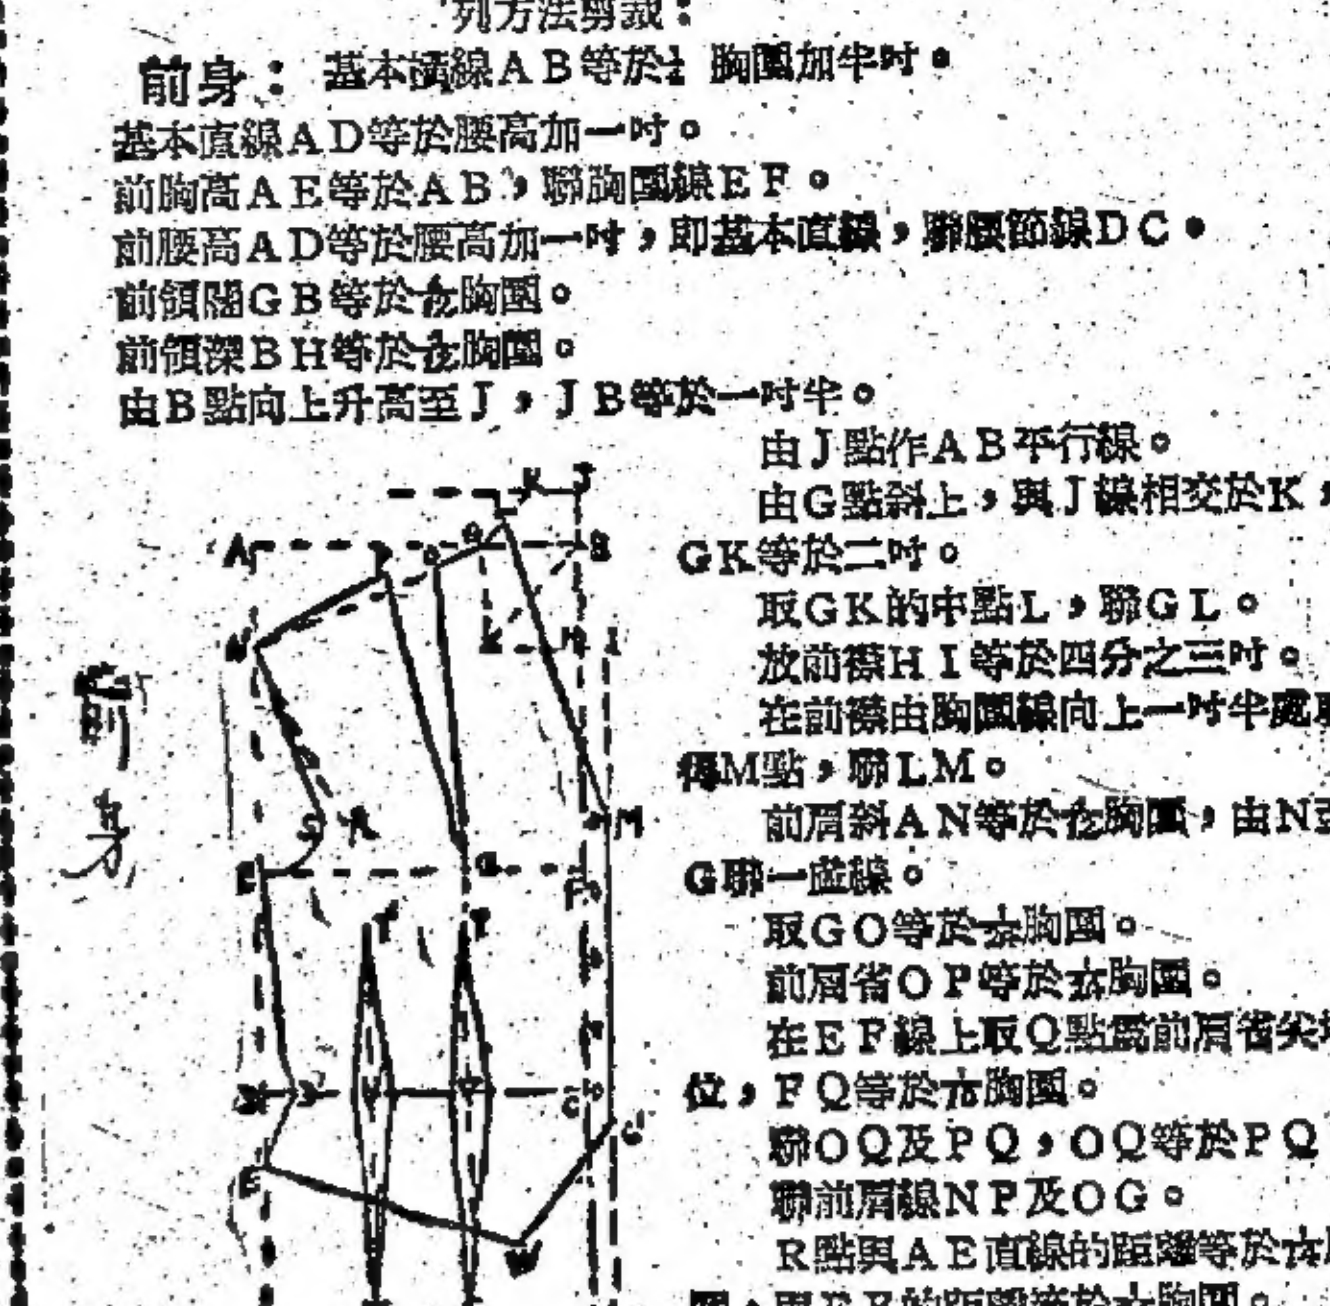 列方法剪裁：
前身：基本橫線AB等於¼胸圍加半吋。
基本直線AD等於腰高加一吋。
前胸高AE等於AB，聯胸圍線EF。
前腰高AD等於腰高加一吋，即基本直線，聯腰節線DC。
前領闊GB等於胸圍。
前領深BH等於胸圍。
由B點向上升高至J，JB等於一吋半。
由J點作AB平行線。
由G點斜上，與J線相交於K，
GK等於二吋。
取GK的中點L，聯GL。
放前襟HI等於四分之三吋。
在前襟由胸圍線向上一吋半處取
得M點，聯LM。
前肩斜AN等於胸圍，由N至
G聯一虛線。
取GO等於胸圍。
前肩省OP等於胸圍。
在EF線上取Q點為前肩省尖
位，FQ等於胸圍。
聯OQ及PQ，OQ等於PQ
聯前肩線NP及OG。
R點與AE直線的距離等於
的距離等於胸圍。
前身
K J
A P O G B
N H I
S R M
E Q F
T T
C
C'
W